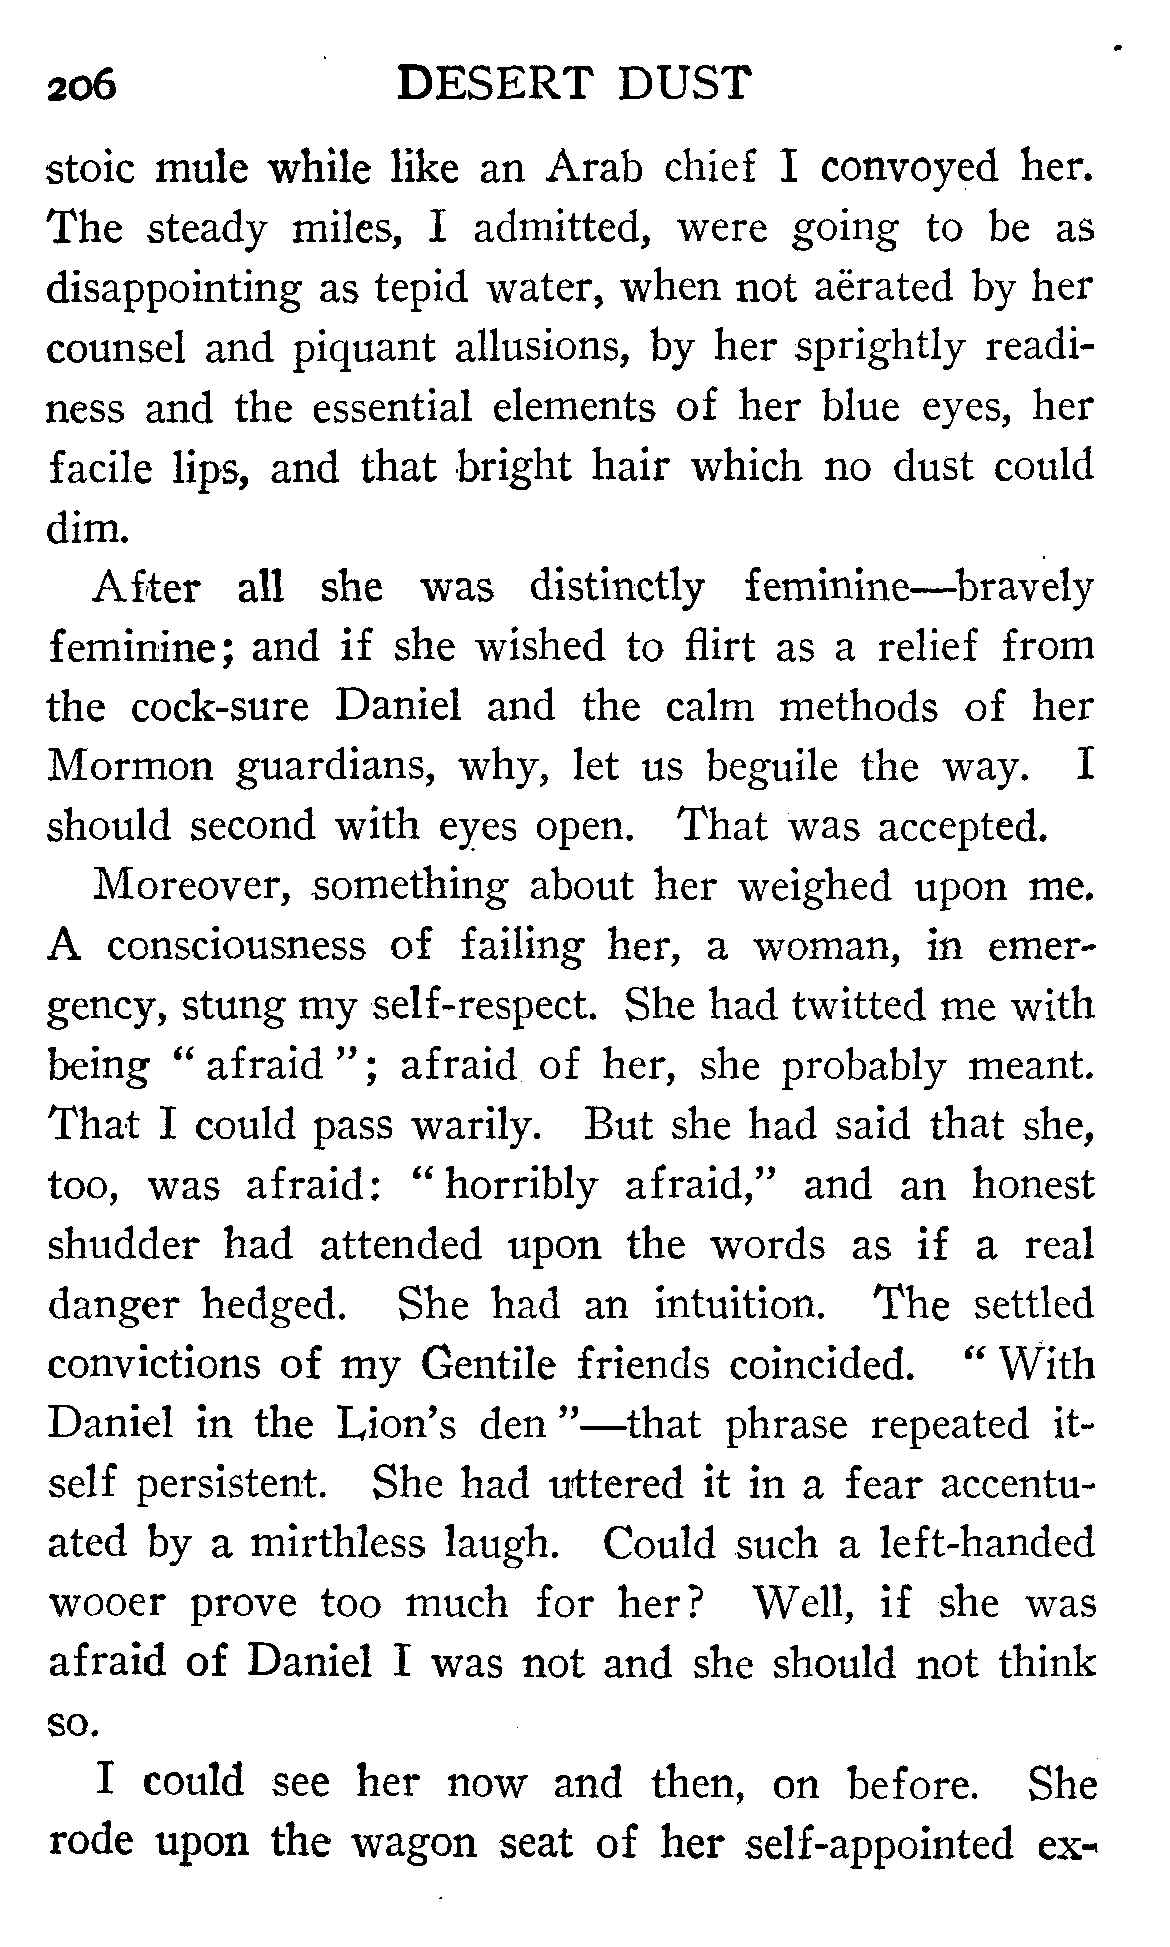 206 DESERT DUST
stoic mule while like an Arab chief I convoyed her.
The steady miles, I admitted, were going to be as
disappointing as tepid water, when not aërated by her
counsel and piquant allusions, by her sprightly readi-
ness and the essential elements of her blue eyes, her
facile lips, and that bright hair which no dust could
dim.
After all she was distinctly feminine—bravely
feminine; and if she wished to flirt as a relief from
the cock-sure Daniel and the calm methods of her
Mormon guardians, why, let us beguile the way. I
should second with eyes open. That was accepted.
Moreover, something about her weighed upon me.
A consciousness of failing her, a woman, in emer-
gency, stung my self-respect. She had twitted me with
being “ afraid ”; afraid of her, she probably meant.
That I could pass warily. But she had said that she,
too, was afraid: “ horribly afraid,” and an honest
shudder had attended upon the words as if a real
danger hedged. She had an intuition. The settled
convictions of my Gentile friends coincided. “ With
Daniel in the Lion’s den ”—that phrase repeated it-
self persistent. She had uttered it in a fear accentu-
ated by a mirthless laugh. Could such a left-handed
wooer prove too much for her? Well, if she was
afraid of Daniel I was not and she should not think
so.
I could see her now and then, on before. She
rode upon the wagon seat of her self-appointed ex-